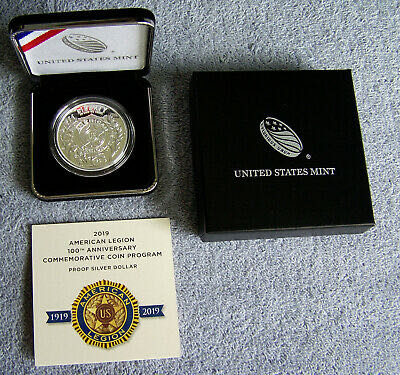 UNITED STATES MINT
UNITED STATES MINT
2019
AMERICAN LEGION
100TH ANNIVERSARY
COMMEMORATIVE COIN PROGRAM
PROOF SILVER DOLLAR
AMERICAN
1919 US 2019
LEGION